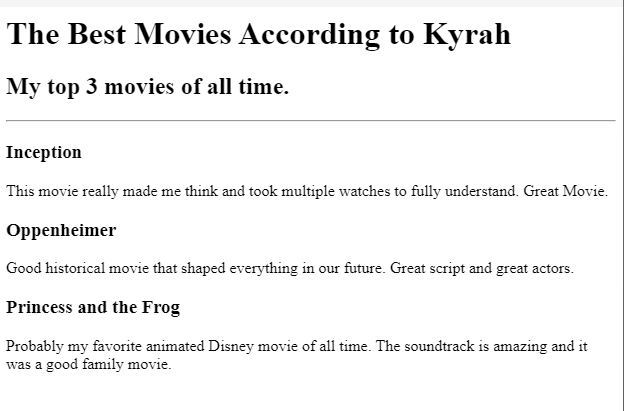 The Best Movies According to Kyrah
My top 3 movies of all time.
Inception
This movie really made me think and took multiple watches to fully understand. Great Movie.
Oppenheimer
Good historical movie that shaped everything in our future. Great script and great actors.
Princess and the Frog
Probably my favorite animated Disney movie of all time. The soundtrack is amazing and it
was a good family movie.